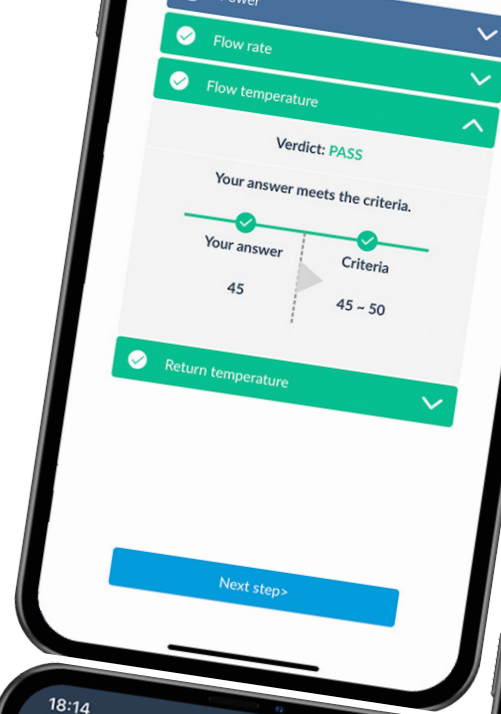 Power
Flow rate
Flow temperature
Verdict: PASS
Your answer meets the criteria.
Your answer
Criteria
45
45 ~ 50
Return temperature
Next step>
18:14